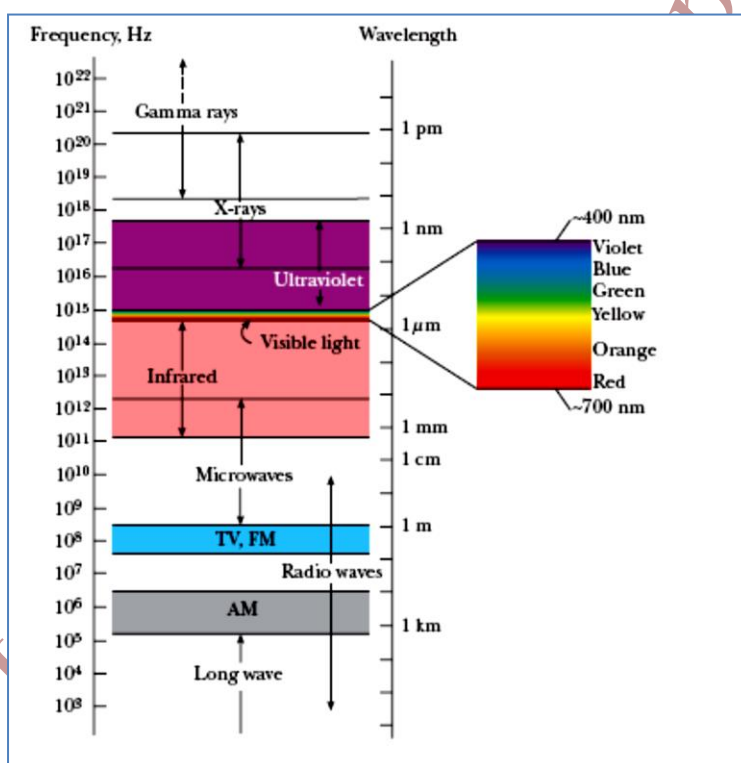 Frequency, Hz Wavelength
10²²
10²¹
Gamma rays
10²⁰
1 pm
10¹⁹
10¹⁸
X-rays
~400 nm
1 nm
10¹⁷
Violet
Blue
10¹⁶
Ultraviolet
Green
10¹⁵
Yellow
1 μm
10¹⁴
Visible light
Orange
10¹³
Infrared
Red
10¹²
~700 nm
1 mm
10¹¹
1 cm
10¹⁰
Microwaves
10⁹
1 m
10⁸
TV, FM
10⁷
Radio waves
10⁶
AM
1 km
10⁵
10⁴
Long wave
10³